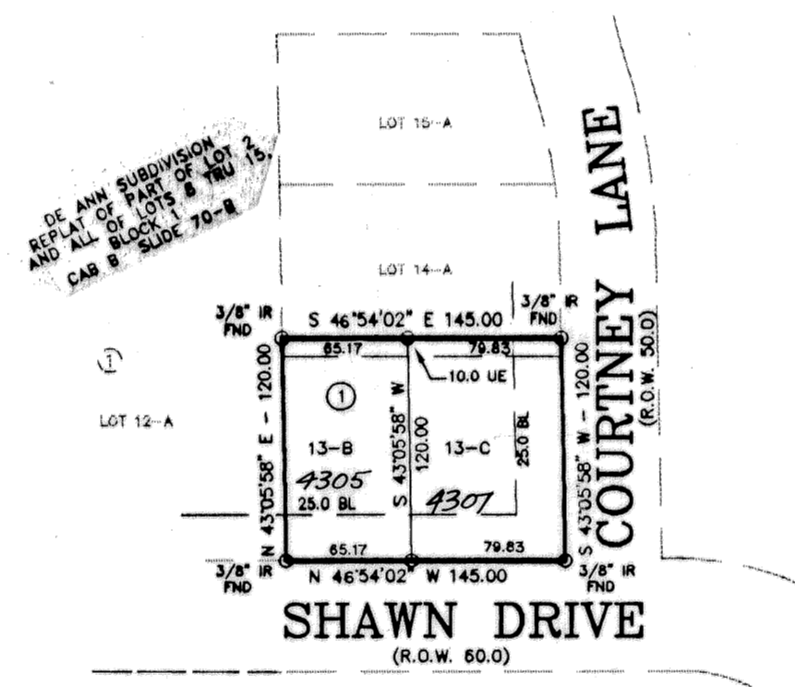 LOT 15-A
DE ANN SUBDIVISION
REPLAT OF PART OF LOT 2
AND ALL OF LOTS 8 TRU 15,
BLOCK 1
CAB B SLIDE 70-B
COURTNEY LANE
(R.O.W. 50.0)
LOT 14-A
3/8" IR
FND
S 46°54'02" E 145.00
3/8" IR
FND
65.17
79.83
10.0 UE
1
LOT 12-A
N 43°05'58" E - 120.00
1
13-B
4305
25.0 BL
S 43°05'58" W
120.00
13-C
4307
25.0 BL
S 43°05'58" W - 120.00
65.17
79.83
3/8" IR
FND
N 46°54'02" W 145.00
3/8" IR
FND
SHAWN DRIVE
(R.O.W. 60.0)